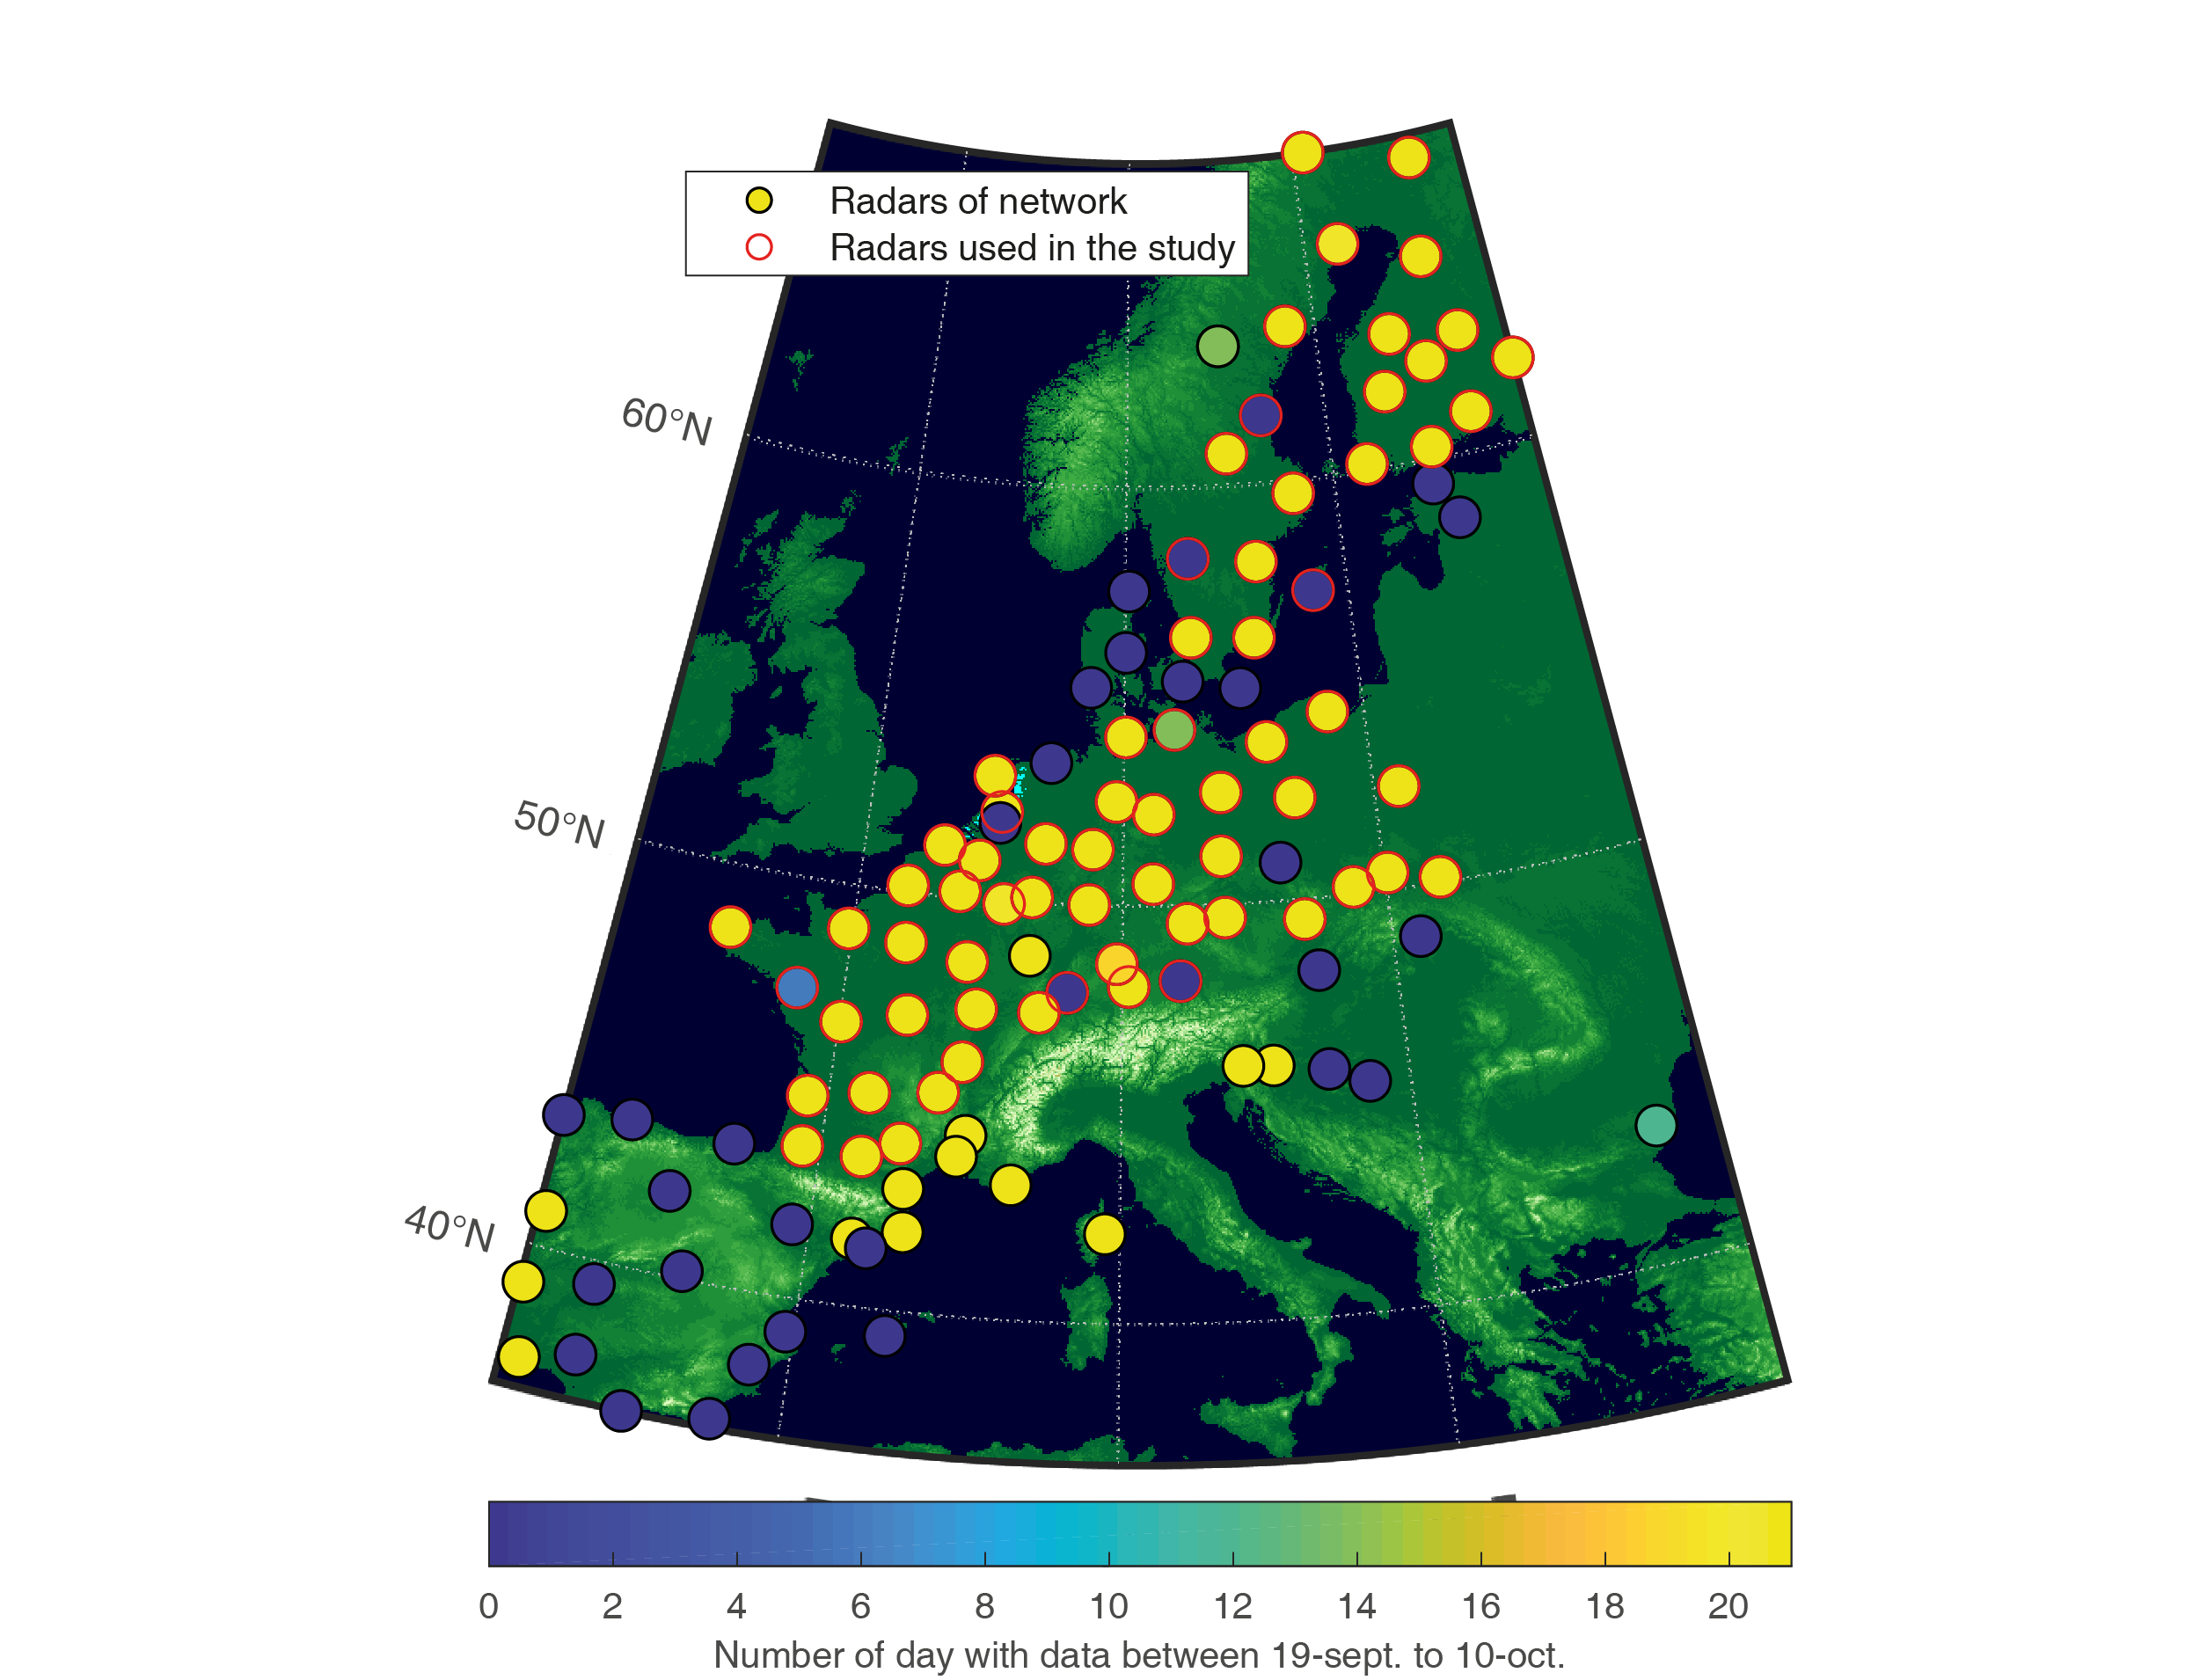 Radars of network
Radars used in the study
60°N
50°N
40°N
0 2 4 6 8 10 12 14 16 18 20
Number of day with data between 19-sept. to 10-oct.